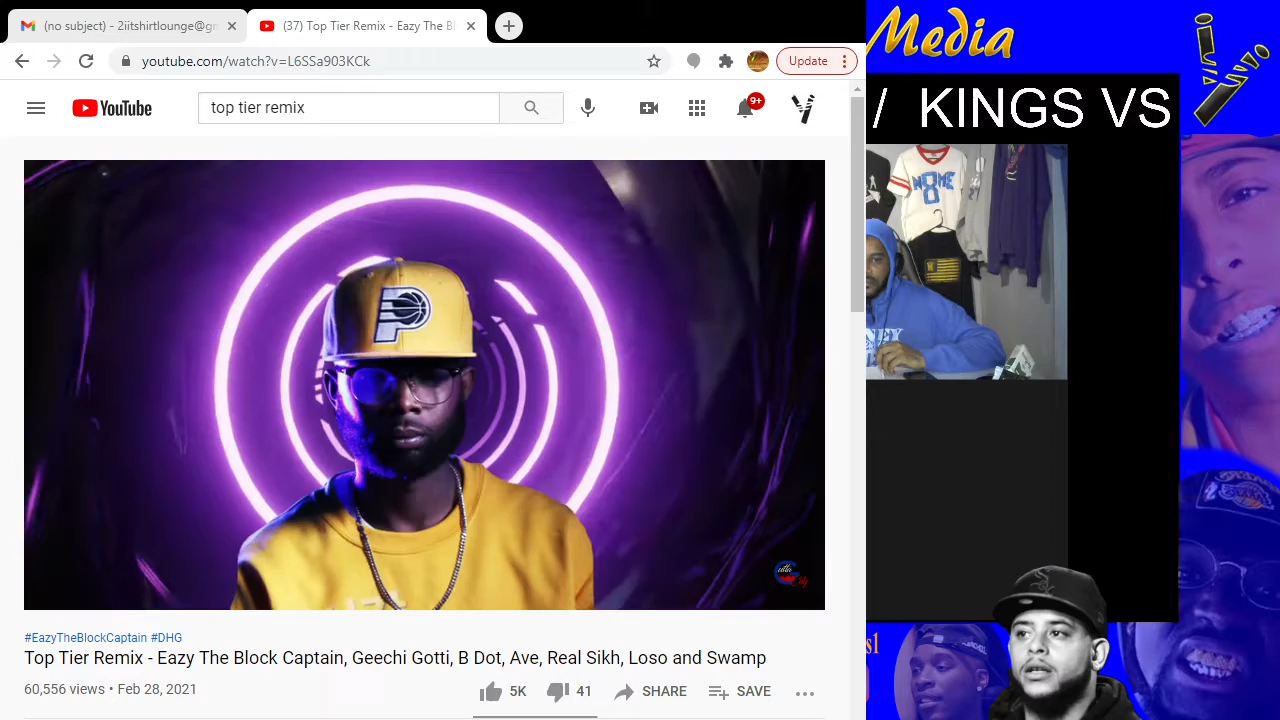 (no subject) - 2iitshirtlounge@gm
(37) Top Tier Remix - Eazy The Bl
youtube.com/watch?v=L6SSa903KCk
Update
YouTube
top tier remix
9+
Media
/ KINGS VS
#EazyTheBlockCaptain #DHG
Top Tier Remix - Eazy The Block Captain, Geechi Gotti, B Dot, Ave, Real Sikh, Loso and Swamp
60,556 views • Feb 28, 2021
5K
41
SHARE
SAVE